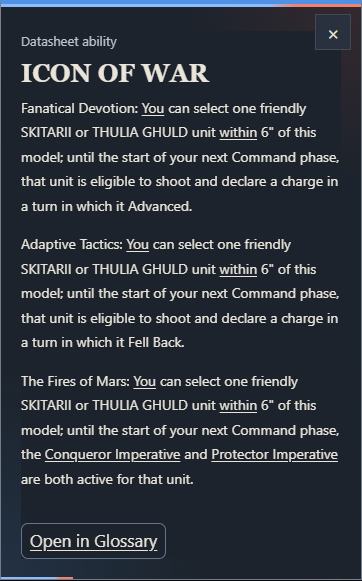 Datasheet ability
×
ICON OF WAR
Fanatical Devotion: You can select one friendly
SKITARII or THULIA GHULD unit within 6" of this
model; until the start of your next Command phase,
that unit is eligible to shoot and declare a charge in
a turn in which it Advanced.
Adaptive Tactics: You can select one friendly
SKITARII or THULIA GHULD unit within 6" of this
model; until the start of your next Command phase,
that unit is eligible to shoot and declare a charge in
a turn in which it Fell Back.
The Fires of Mars: You can select one friendly
SKITARII or THULIA GHULD unit within 6" of this
model; until the start of your next Command phase,
the Conqueror Imperative and Protector Imperative
are both active for that unit.
Open in Glossary